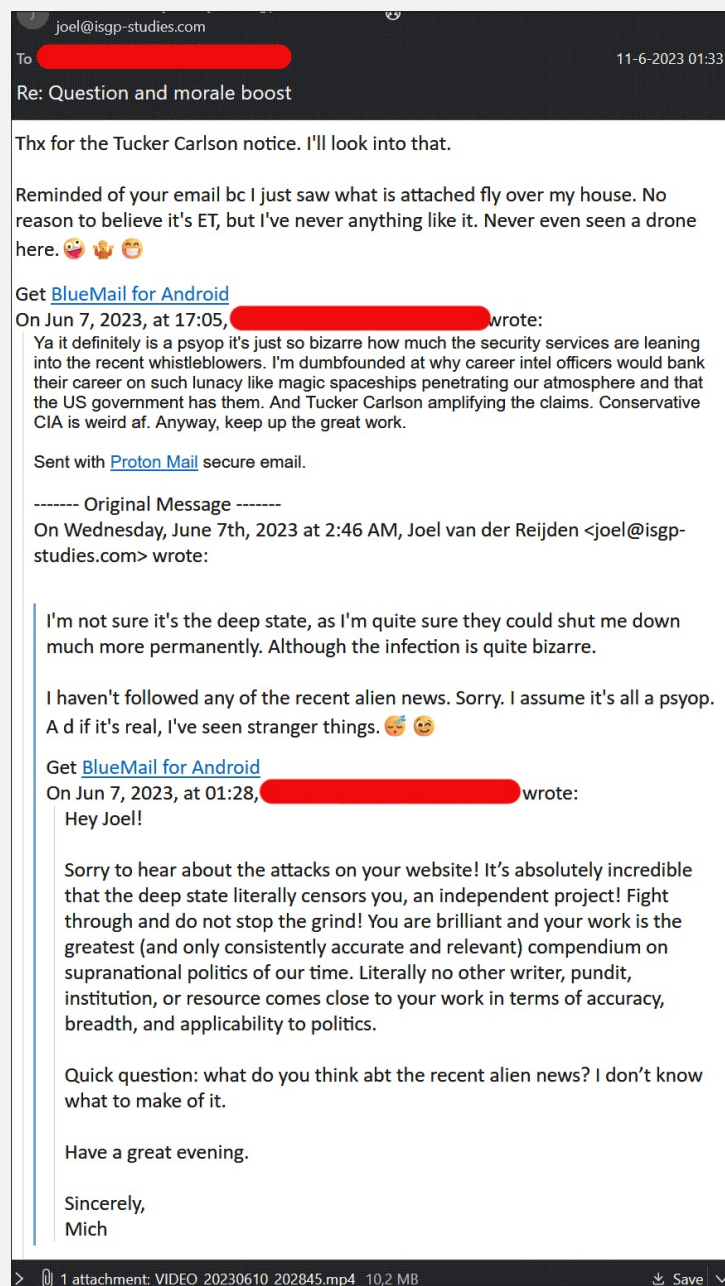 J
joel@isgp-studies.com
To
11-6-2023 01:33
Re: Question and morale boost
Thx for the Tucker Carlson notice. I'll look into that.
Reminded of your email bc I just saw what is attached fly over my house. No
reason to believe it's ET, but I've never anything like it. Never even seen a drone
here.🤪 🤷 😁
Get BlueMail for Android
On Jun 7, 2023, at 17:05, wrote:
Ya it definitely is a psyop it's just so bizarre how much the security services are leaning
into the recent whistleblowers. I'm dumbfounded at why career intel officers would bank
their career on such lunacy like magic spaceships penetrating our atmosphere and that
the US government has them. And Tucker Carlson amplifying the claims. Conservative
CIA is weird af. Anyway, keep up the great work.
Sent with Proton Mail secure email.
------- Original Message -------
On Wednesday, June 7th, 2023 at 2:46 AM, Joel van der Reijden <joel@isgp-
studies.com> wrote:
I'm not sure it's the deep state, as I'm quite sure they could shut me down
much more permanently. Although the infection is quite bizarre.
I haven't followed any of the recent alien news. Sorry. I assume it's all a psyop.
A d if it's real, I've seen stranger things.😴 😉
Get BlueMail for Android
On Jun 7, 2023, at 01:28, wrote:
Hey Joel!
Sorry to hear about the attacks on your website! It's absolutely incredible
that the deep state literally censors you, an independent project! Fight
through and do not stop the grind! You are brilliant and your work is the
greatest (and only consistently accurate and relevant) compendium on
supranational politics of our time. Literally no other writer, pundit,
institution, or resource comes close to your work in terms of accuracy,
breadth, and applicability to politics.
Quick question: what do you think abt the recent alien news? I don't know
what to make of it.
Have a great evening.
Sincerely,
Mich
1 attachment: VIDEO_20230610_202845.mp4 10,2 MB
Save